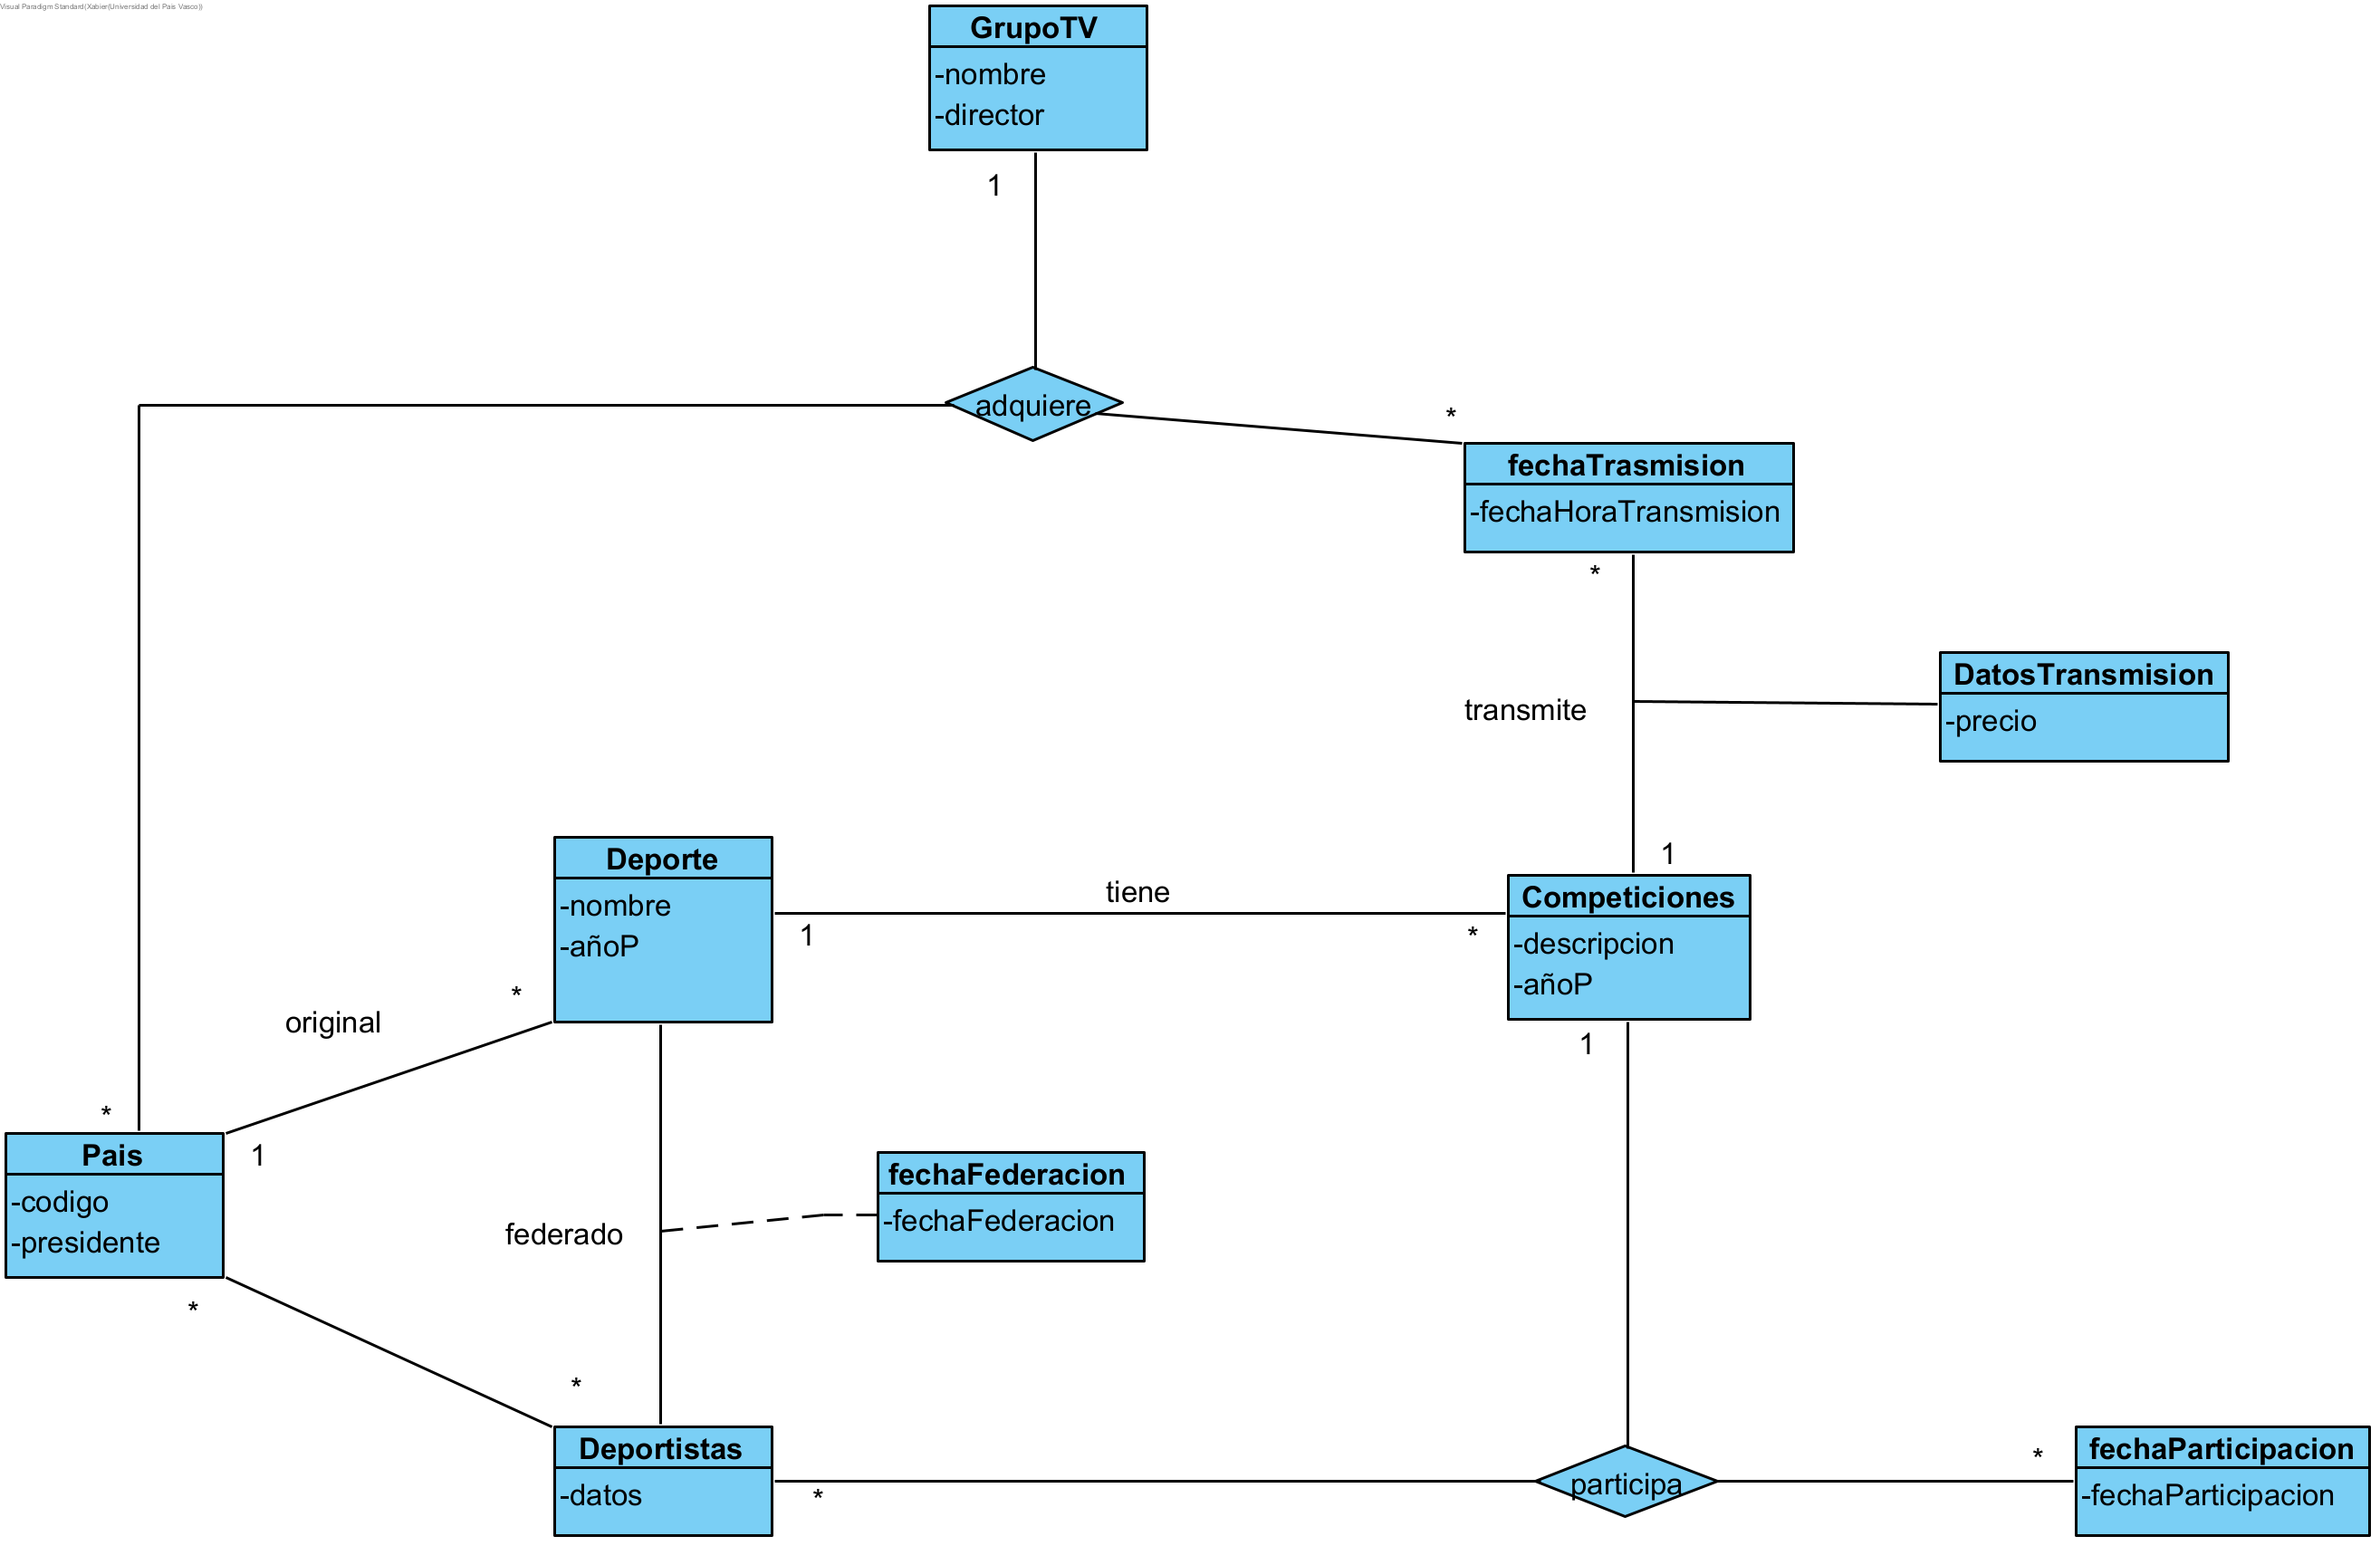 Visual Paradigm Standard(Xabier(Universidad del Pais Vasco))
GrupoTV
-nombre
-director
1
adquiere
*
fechaTrasmision
-fechaHoraTransmision
*
DatosTransmision
-precio
transmite
1
Deporte
-nombre
-añoP
tiene
1
*
Competiciones
-descripcion
-añoP
1
original
*
*
1
Pais
-codigo
-presidente
fechaFederacion
-fechaFederacion
federado
*
*
Deportistas
-datos
*
participa
*
fechaParticipacion
-fechaParticipacion